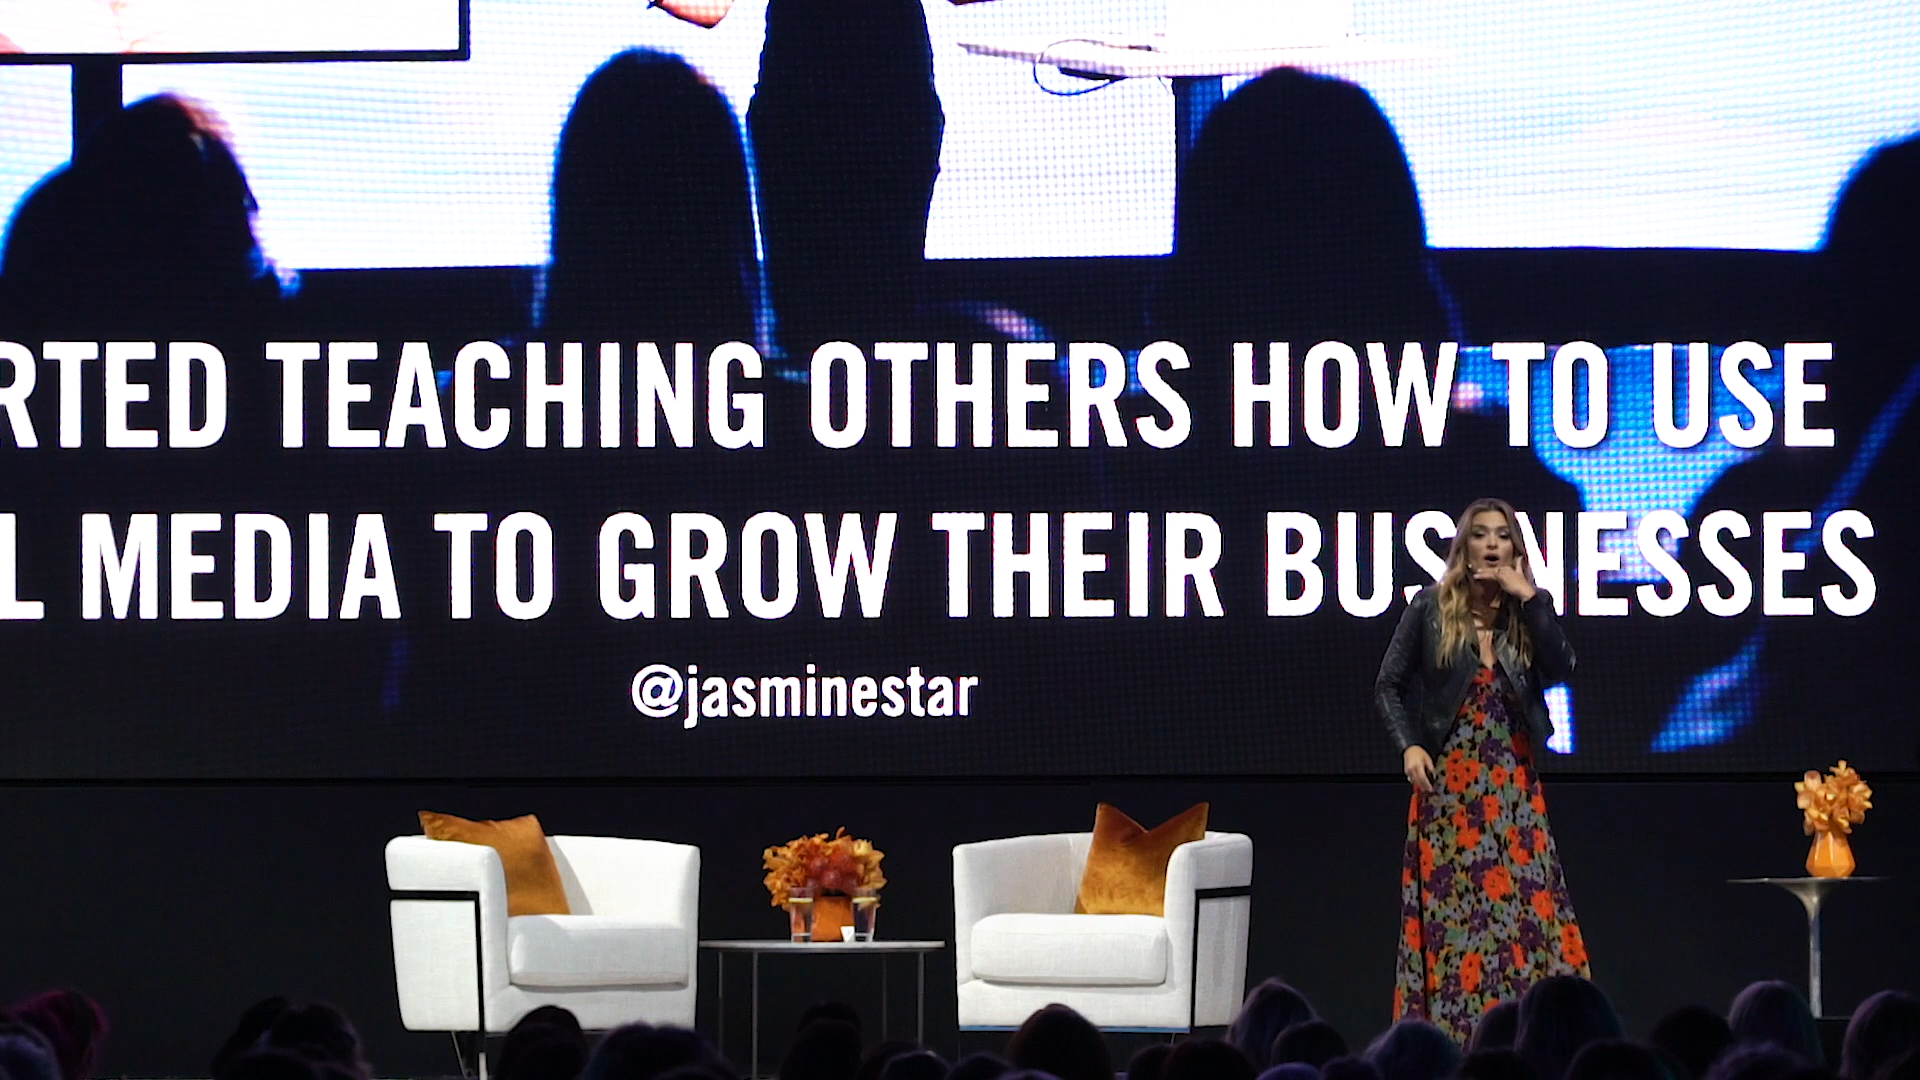 RTED TEACHING OTHERS HOW TO USE
L MEDIA TO GROW THEIR BUSINESSES
@jasminestar